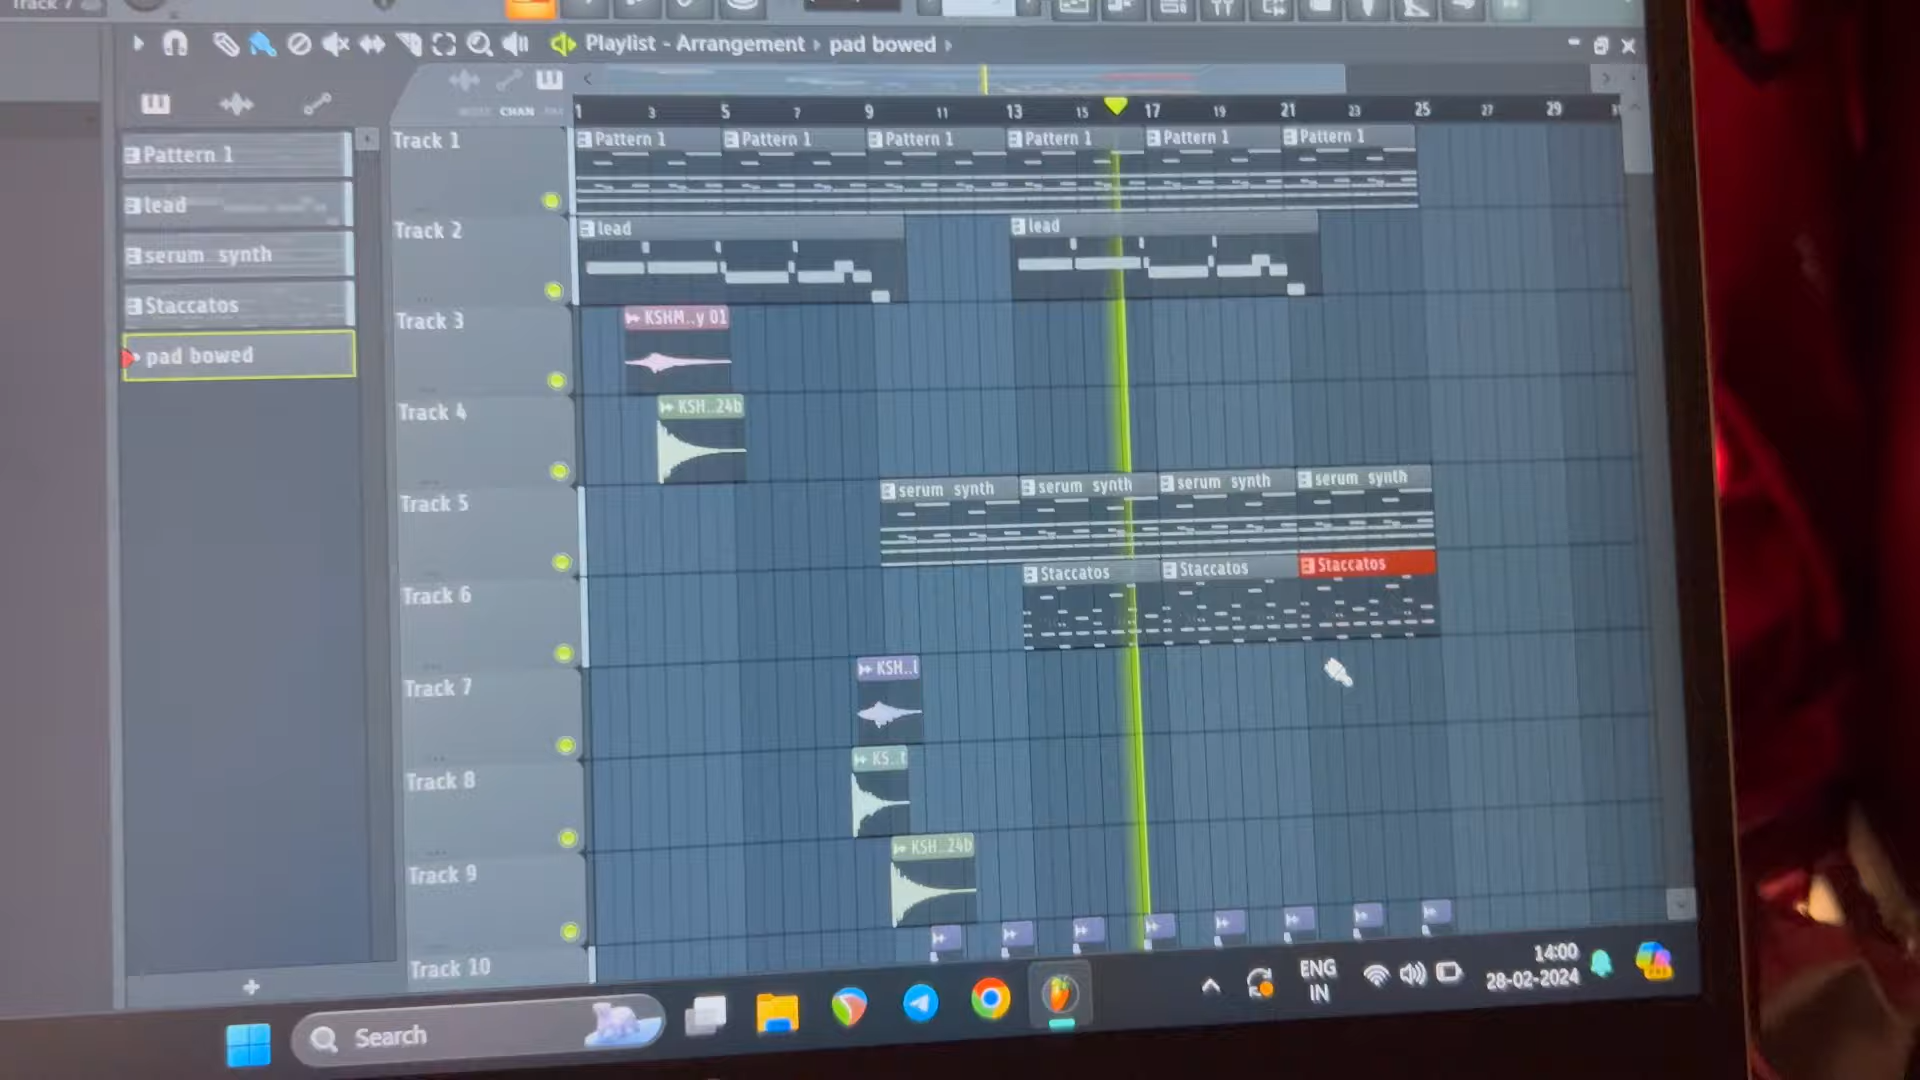 Track 7
Playlist - Arrangement › pad bowed ›
CHAN
1 3 5 7 9 11 13 15 17 19 21 23 25 27 29
Pattern 1
lead
serum synth
Staccatos
pad bowed
+
Track 1
Pattern 1 Pattern 1 Pattern 1 Pattern 1 Pattern 1 Pattern 1
Track 2
lead lead
Track 3
KSHM..y 01
Track 4
KSH..24b
Track 5
serum synth serum synth serum synth serum synth
Track 6
Staccatos Staccatos Staccatos
Track 7
KSH..l
Track 8
KS..t
Track 9
KSH..24b
Track 10
Search
ENG
IN
14:00
28-02-2024